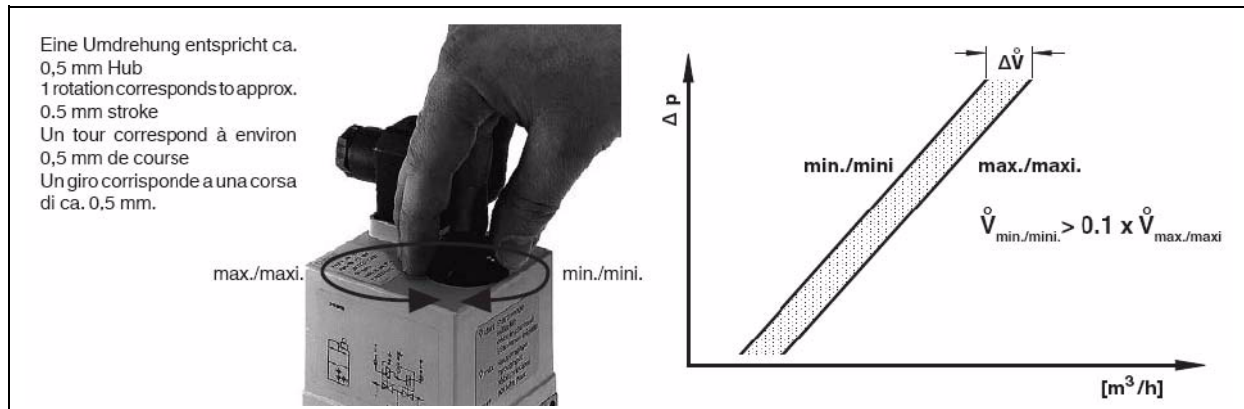 Eine Umdrehung entspricht ca.
0,5 mm Hub
1 rotation corresponds to approx.
0.5 mm stroke
Un tour correspond à environ
0,5 mm de course
Un giro corrisponde a una corsa
di ca. 0,5 mm.
max./maxi.
min./mini.
ΔV̊
Δ p
min./mini
max./maxi.
V̊min./mini.> 0.1 x V̊max./maxi
[m³/h]